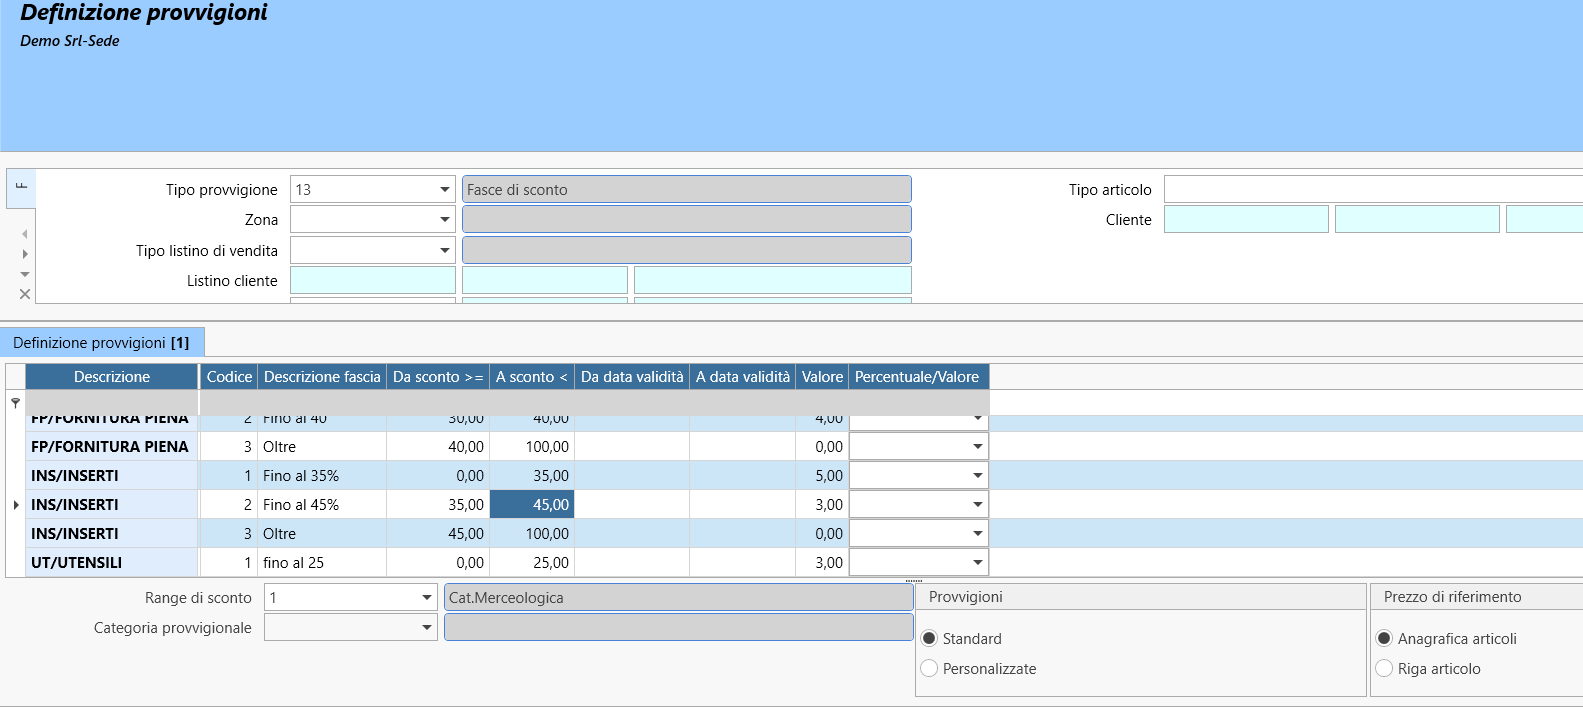 Definizione provvigioni
Demo Srl-Sede
F
Tipo provvigione 13 Fasce di sconto Tipo articolo
Zona Cliente
Tipo listino di vendita
Listino cliente
Definizione provvigioni [1]
Descrizione Codice Descrizione fascia Da sconto >= A sconto < Da data validità A data validità Valore Percentuale/Valore
FP/FORNITURA PIENA 2 Fino al 40 30,00 40,00 4,00
FP/FORNITURA PIENA 3 Oltre 40,00 100,00 0,00
INS/INSERTI 1 Fino al 35% 0,00 35,00 5,00
INS/INSERTI 2 Fino al 45% 35,00 45,00 3,00
INS/INSERTI 3 Oltre 45,00 100,00 0,00
UT/UTENSILI 1 fino al 25 0,00 25,00 3,00
Range di sconto 1 Cat.Merceologica
Categoria provvigionale
Provvigioni
Standard
Personalizzate
Prezzo di riferimento
Anagrafica articoli
Riga articolo